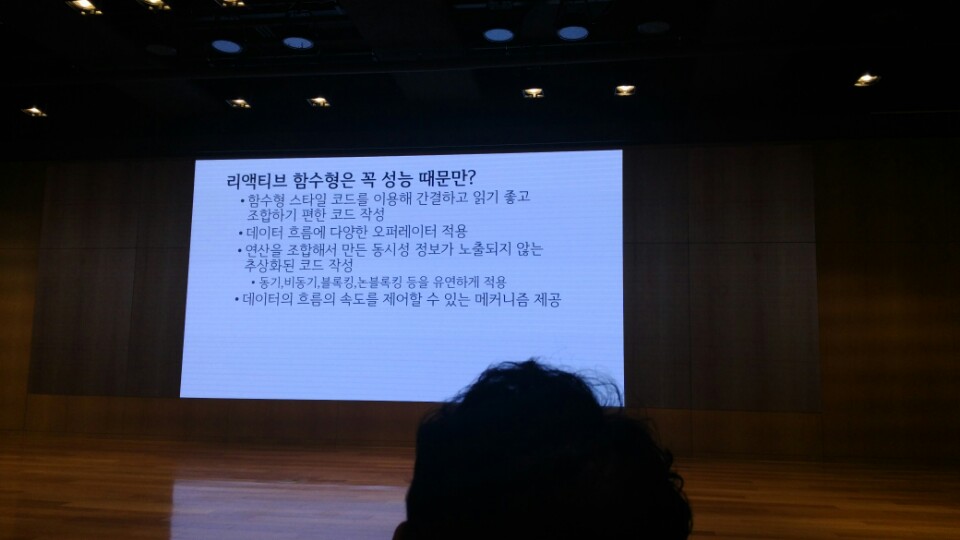 리액티브 함수형은 꼭 성능 때문만?
• 함수형 스타일 코드를 이용해 간결하고 읽기 좋고
조합하기 편한 코드 작성
• 데이터 흐름에 다양한 오퍼레이터 적용
• 연산을 조합해서 만든 동시성 정보가 노출되지 않는
추상화된 코드 작성
• 동기,비동기,블록킹,논블록킹 등을 유연하게 적용
• 데이터의 흐름의 속도를 제어할 수 있는 메커니즘 제공